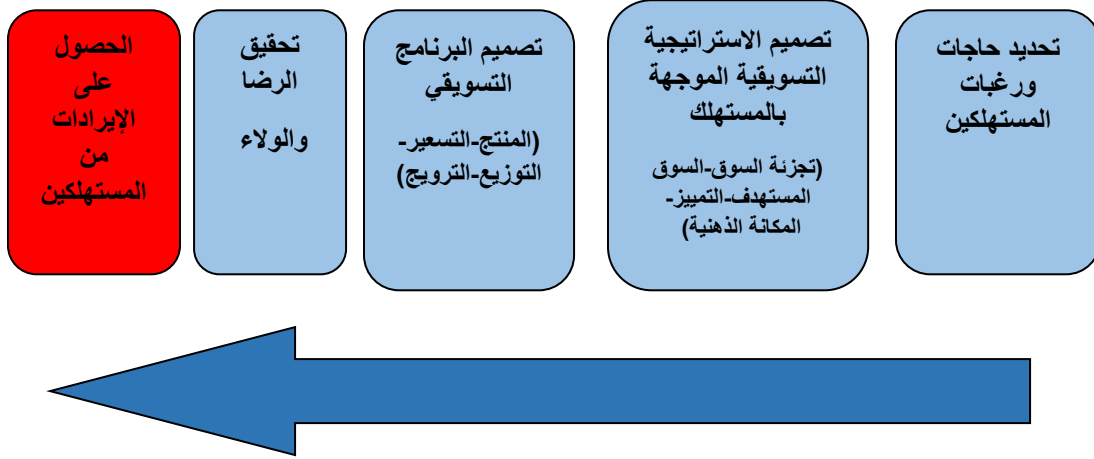 تحديد حاجات
ورغبات
المستهلكين
تصميم الاستراتيجية
التسويقية الموجهة
بالمستهلك
(تجزئة السوق-السوق
المستهدف-التمييز-
المكانة الذهنية)
تصميم البرنامج
التسويقي
(المنتج-التسعير-
التوزيع-الترويج)
تحقيق
الرضا
والولاء
الحصول
على
الإيرادات
من
المستهلكين